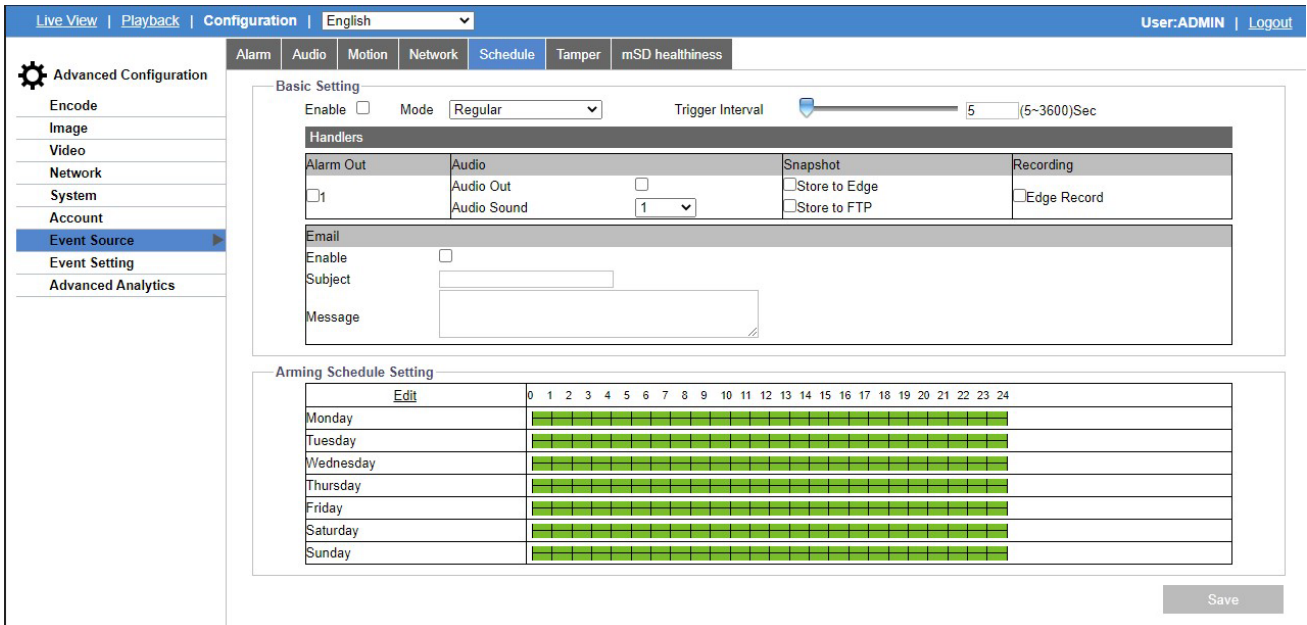 Live View | Playback | Configuration | English User:ADMIN | Logout
Alarm Audio Motion Network Schedule Tamper mSD healthiness
Advanced Configuration
Encode
Image
Video
Network
System
Account
Event Source
Event Setting
Advanced Analytics
Basic Setting
Enable Mode Regular Trigger Interval 5 (5~3600)Sec
Handlers
Alarm Out Audio Snapshot Recording
1 Audio Out Store to Edge Edge Record
Audio Sound 1 Store to FTP
Email
Enable
Subject
Message
Arming Schedule Setting
Edit 0 1 2 3 4 5 6 7 8 9 10 11 12 13 14 15 16 17 18 19 20 21 22 23 24
Monday
Tuesday
Wednesday
Thursday
Friday
Saturday
Sunday
Save